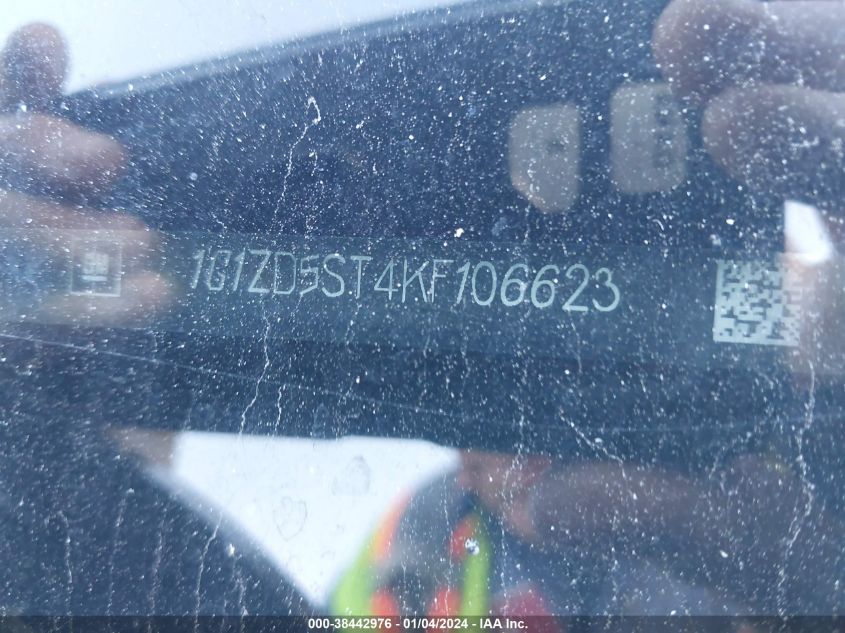 1G1ZD5ST4KF106623
000-38442976 - 01/04/2024 - IAA Inc.